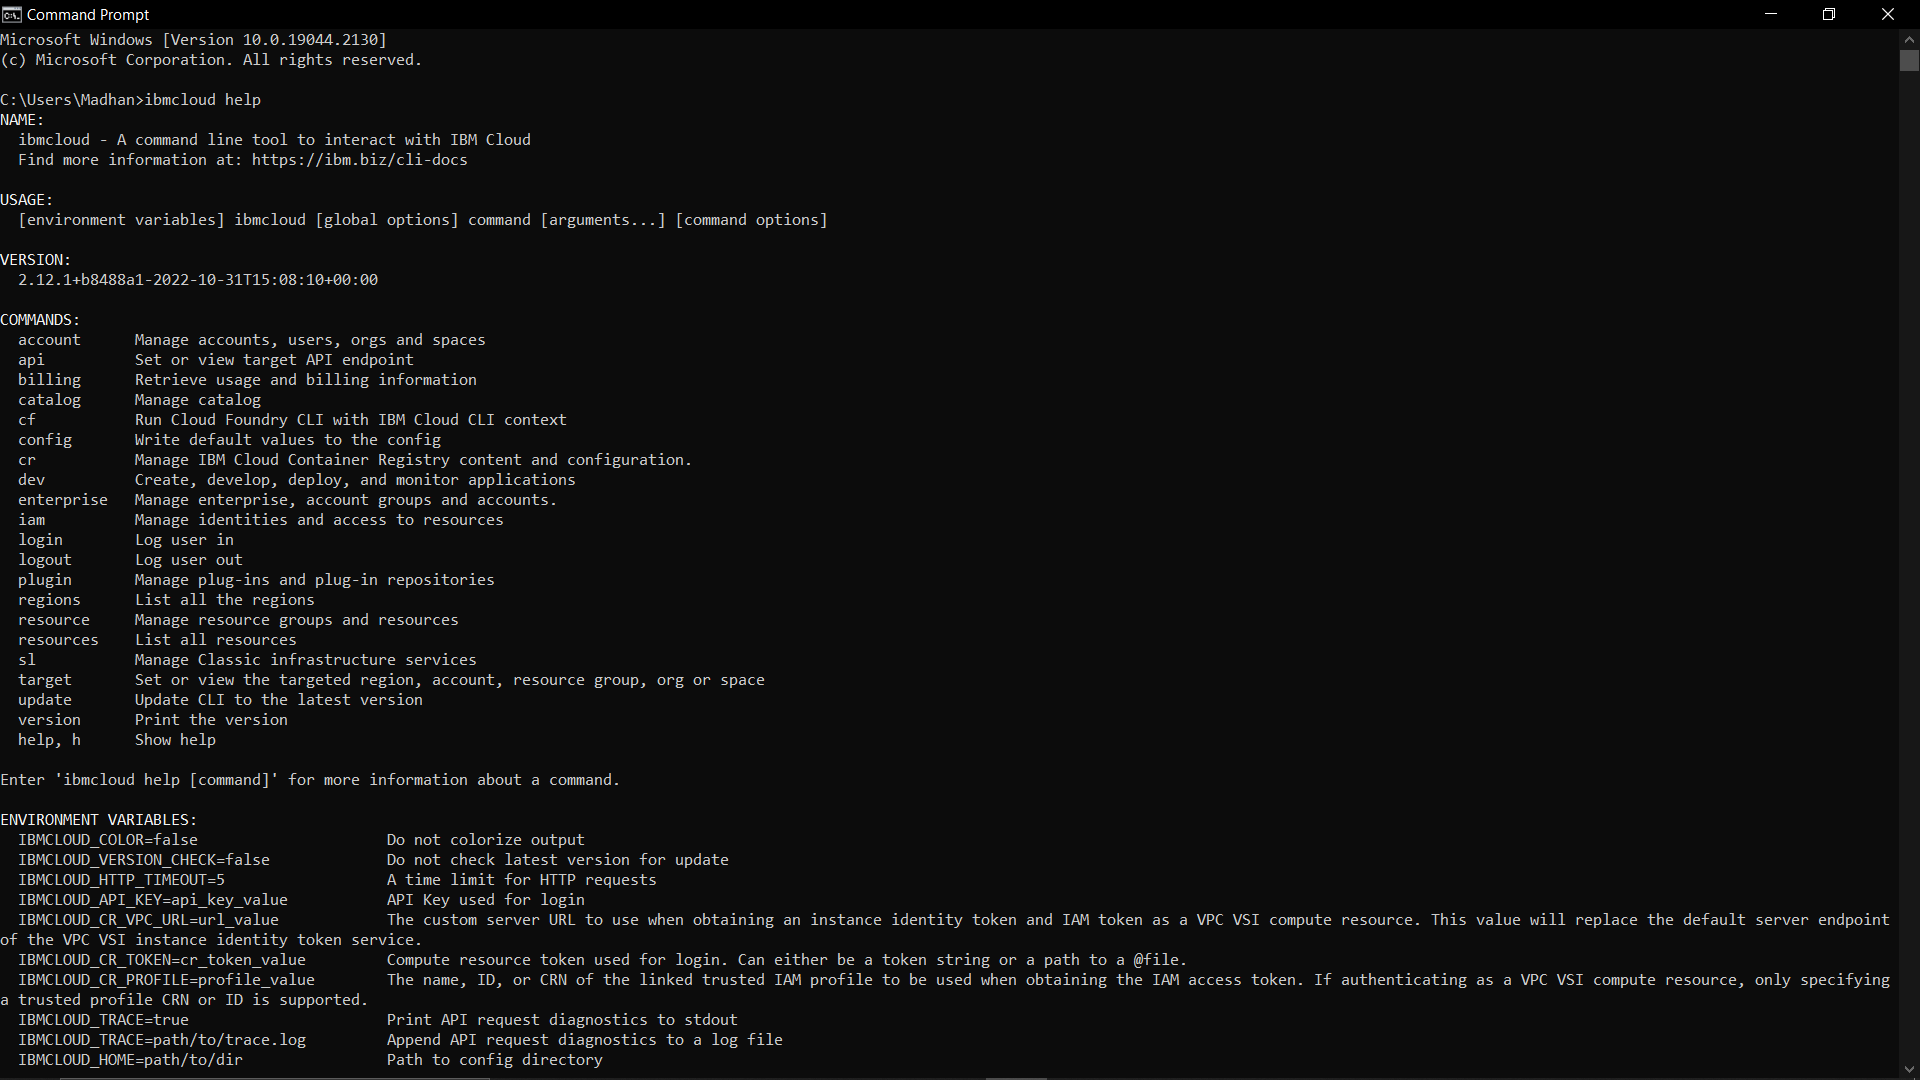 Command Prompt
Microsoft Windows [Version 10.0.19044.2130]
(c) Microsoft Corporation. All rights reserved.
C:\Users\Madhan>ibmcloud help
NAME:
ibmcloud - A command line tool to interact with IBM Cloud
Find more information at: https://ibm.biz/cli-docs
USAGE:
[environment variables] ibmcloud [global options] command [arguments...] [command options]
VERSION:
2.12.1+b8488a1-2022-10-31T15:08:10+00:00
COMMANDS:
account Manage accounts, users, orgs and spaces
api Set or view target API endpoint
billing Retrieve usage and billing information
catalog Manage catalog
cf Run Cloud Foundry CLI with IBM Cloud CLI context
config Write default values to the config
cr Manage IBM Cloud Container Registry content and configuration.
dev Create, develop, deploy, and monitor applications
enterprise Manage enterprise, account groups and accounts.
iam Manage identities and access to resources
login Log user in
logout Log user out
plugin Manage plug-ins and plug-in repositories
regions List all the regions
resource Manage resource groups and resources
resources List all resources
sl Manage Classic infrastructure services
target Set or view the targeted region, account, resource group, org or space
update Update CLI to the latest version
version Print the version
help, h Show help
Enter 'ibmcloud help [command]' for more information about a command.
ENVIRONMENT VARIABLES:
IBMCLOUD_COLOR=false Do not colorize output
IBMCLOUD_VERSION_CHECK=false Do not check latest version for update
IBMCLOUD_HTTP_TIMEOUT=5 A time limit for HTTP requests
IBMCLOUD_API_KEY=api_key_value API Key used for login
IBMCLOUD_CR_VPC_URL=url_value The custom server URL to use when obtaining an instance identity token and IAM token as a VPC VSI compute resource. This value will replace the default server endpoint
of the VPC VSI instance identity token service.
IBMCLOUD_CR_TOKEN=cr_token_value Compute resource token used for login. Can either be a token string or a path to a @file.
IBMCLOUD_CR_PROFILE=profile_value The name, ID, or CRN of the linked trusted IAM profile to be used when obtaining the IAM access token. If authenticating as a VPC VSI compute resource, only specifying
a trusted profile CRN or ID is supported.
IBMCLOUD_TRACE=true Print API request diagnostics to stdout
IBMCLOUD_TRACE=path/to/trace.log Append API request diagnostics to a log file
IBMCLOUD_HOME=path/to/dir Path to config directory